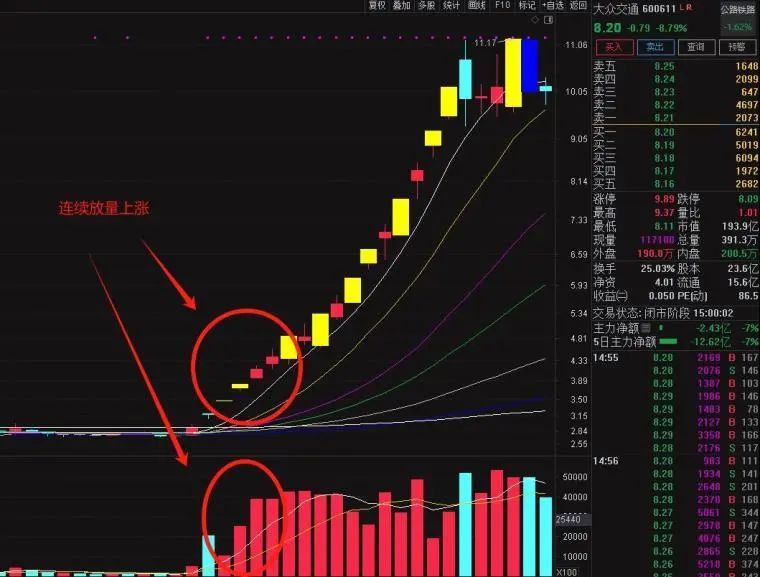 复权 叠加 多股 统计 画线 F10 标记 +自选 返回
大众交通 600611 L R
公路铁路
-1.62%
8.20 -0.79 -8.79%
买入 卖出 查询 预警
卖五 8.25 1648
卖四 8.24 2099
卖三 8.23 647
卖二 8.22 4697
卖一 8.21 2073
买一 8.20 6241
买二 8.19 5019
买三 8.18 6094
买四 8.17 1972
买五 8.16 2682
涨停 9.89 跌停 8.09
最高 9.37 量比 1.01
最低 8.11 市值 193.9亿
现量 117100 总量 391.3万
外盘 190.8万 内盘 200.5万
换手 25.03% 股本 23.6亿
净资 4.01 流通 15.6亿
收益㈡ 0.050 PE(动) 86.5
交易状态: 闭市阶段 15:00:02
主力净额 -2.43亿 -7%
5日主力净额 -12.62亿 -7%
14:55 8.28 2169 B 167
8.28 2076 S 146
8.28 1387 B 103
8.29 1986 B 146
8.29 1403 B 78
8.29 2127 B 133
8.29 3358 B 166
8.28 2176 S 117
14:56 8.28 983 B 111
8.28 1934 S 141
8.28 2648 S 201
8.28 2378 B 168
8.27 5061 S 344
8.27 2978 B 147
8.27 4076 B 247
8.26 2865 S 228
8.26 5218 B 374
11.17
11.06
10.05
9.05
8.14
7.33
6.59
5.93
5.34
4.81
4.33
3.89
3.50
3.15
2.84
2.55
连续放量上涨
50000
40000
25440
20000
10000
X100